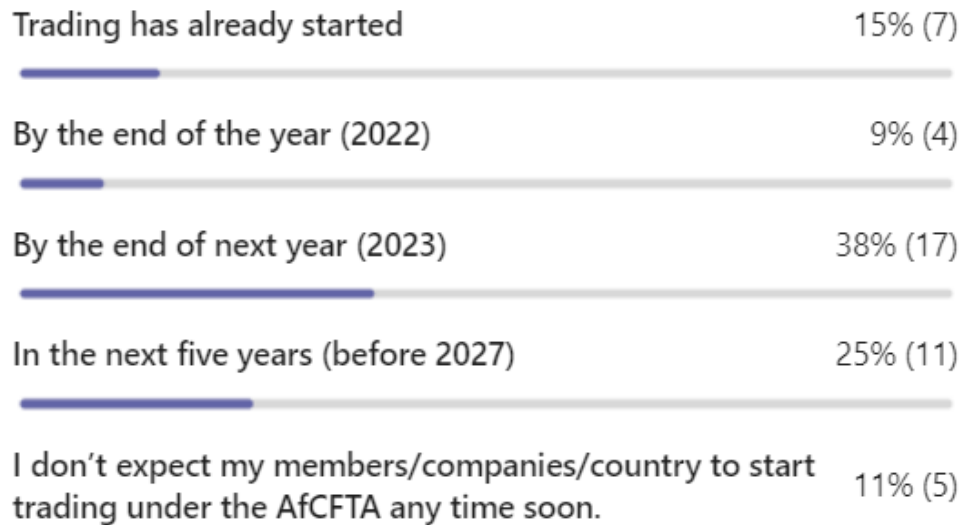 Trading has already started 15% (7)
By the end of the year (2022) 9% (4)
By the end of next year (2023) 38% (17)
In the next five years (before 2027) 25% (11)
I don’t expect my members/companies/country to start
trading under the AfCFTA any time soon. 11% (5)